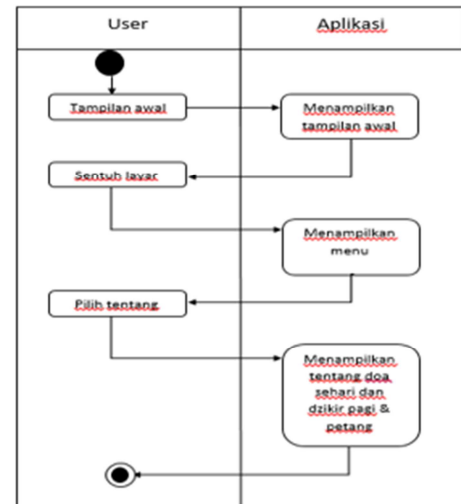 User
Aplikasi
Tampilan awal
Menampilkan
tampilan awal
Sentuh layar
Menampilkan
menu
Pilih tentang
Menampilkan
tentang doa
sehari dan
dzikir pagi &
petang